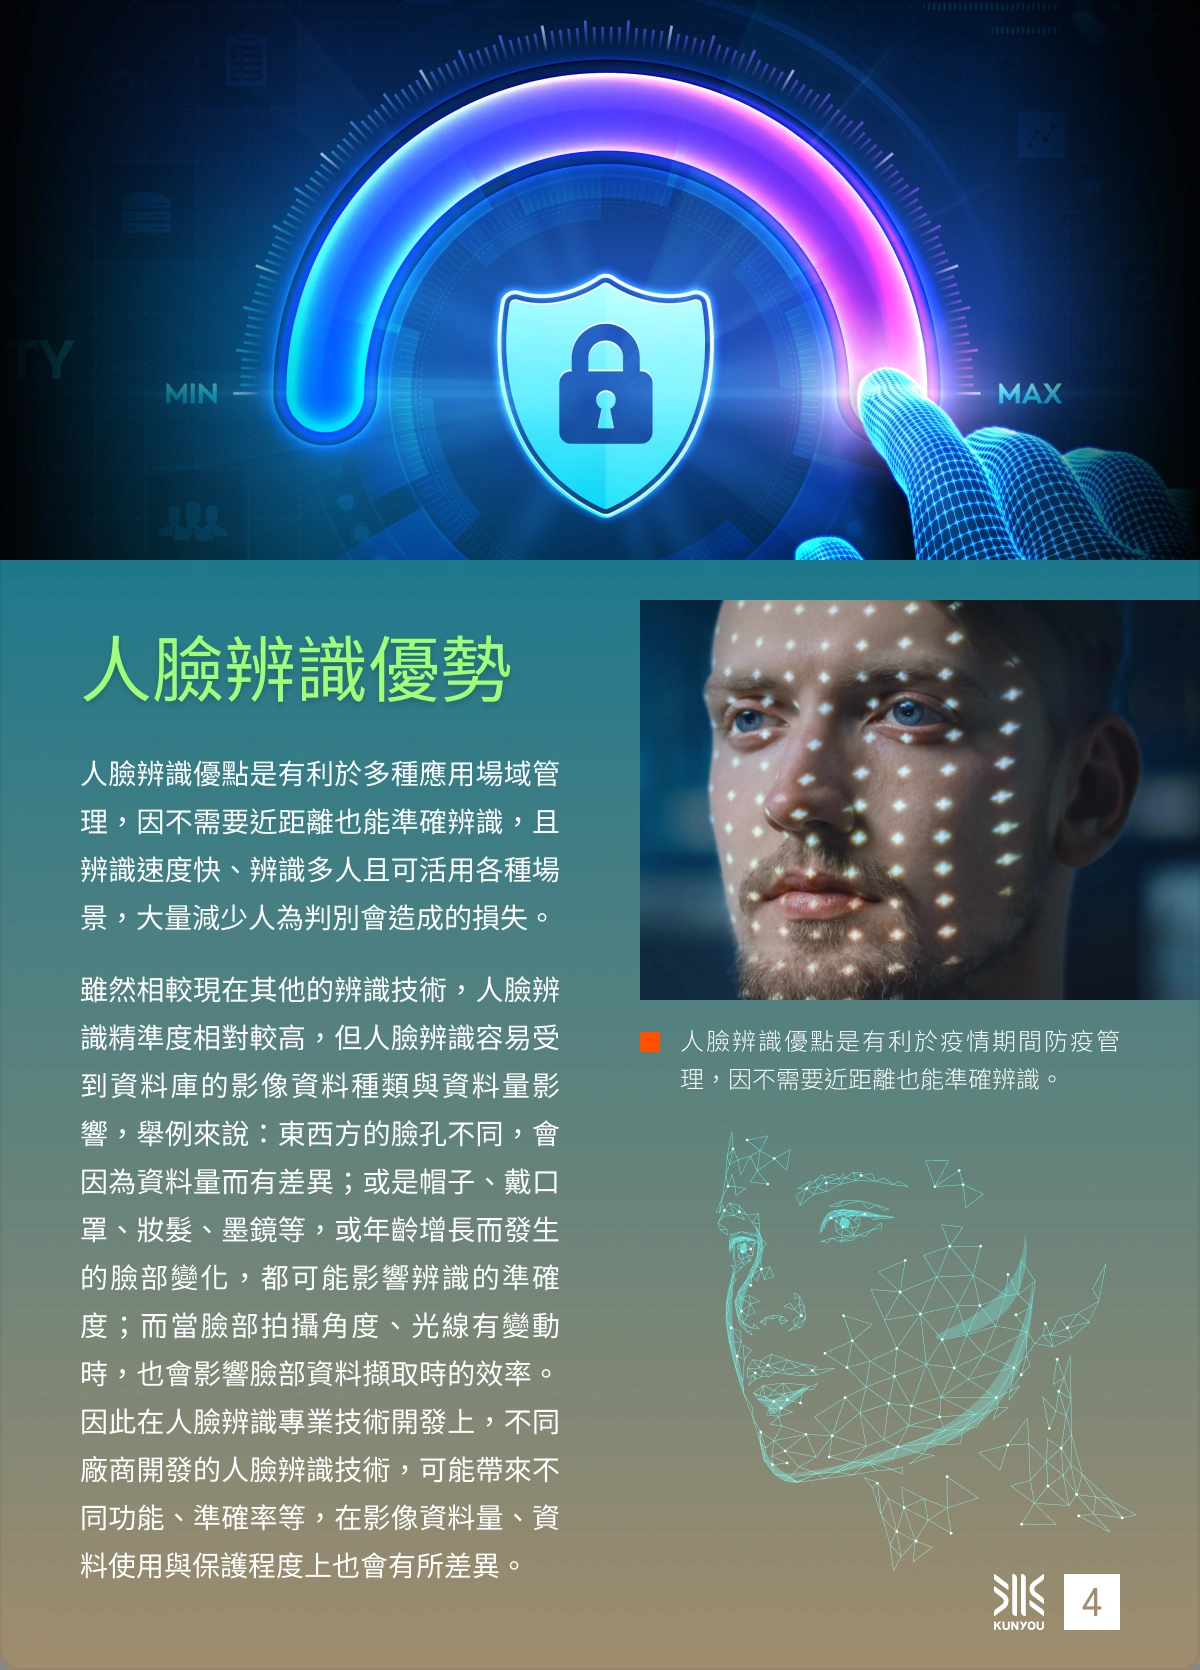 TY
MIN
MAX
人臉辨識優勢
人臉辨識優點是有利於多種應用場域管
理，因不需要近距離也能準確辨識，且
辨識速度快、辨識多人且可活用各種場
景，大量減少人為判別會造成的損失。
雖然相較現在其他的辨識技術，人臉辨
識精準度相對較高，但人臉辨識容易受
到資料庫的影像資料種類與資料量影
響，舉例來說：東西方的臉孔不同，會
因為資料量而有差異；或是帽子、戴口
罩、妝髮、墨鏡等，或年齡增長而發生
的臉部變化，都可能影響辨識的準確
度；而當臉部拍攝角度、光線有變動
時，也會影響臉部資料擷取時的效率。
因此在人臉辨識專業技術開發上，不同
廠商開發的人臉辨識技術，可能帶來不
同功能、準確率等，在影像資料量、資
料使用與保護程度上也會有所差異。
人臉辨識優點是有利於疫情期間防疫管
理，因不需要近距離也能準確辨識。
KUNYOU
4